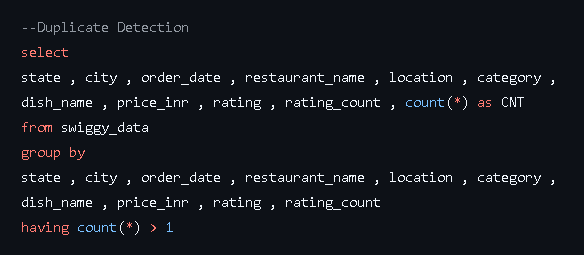 --Duplicate Detection
select
state , city , order_date , restaurant_name , location , category ,
dish_name , price_inr , rating , rating_count , count(*) as CNT
from swiggy_data
group by
state , city , order_date , restaurant_name , location , category ,
dish_name , price_inr , rating , rating_count
having count(*) > 1